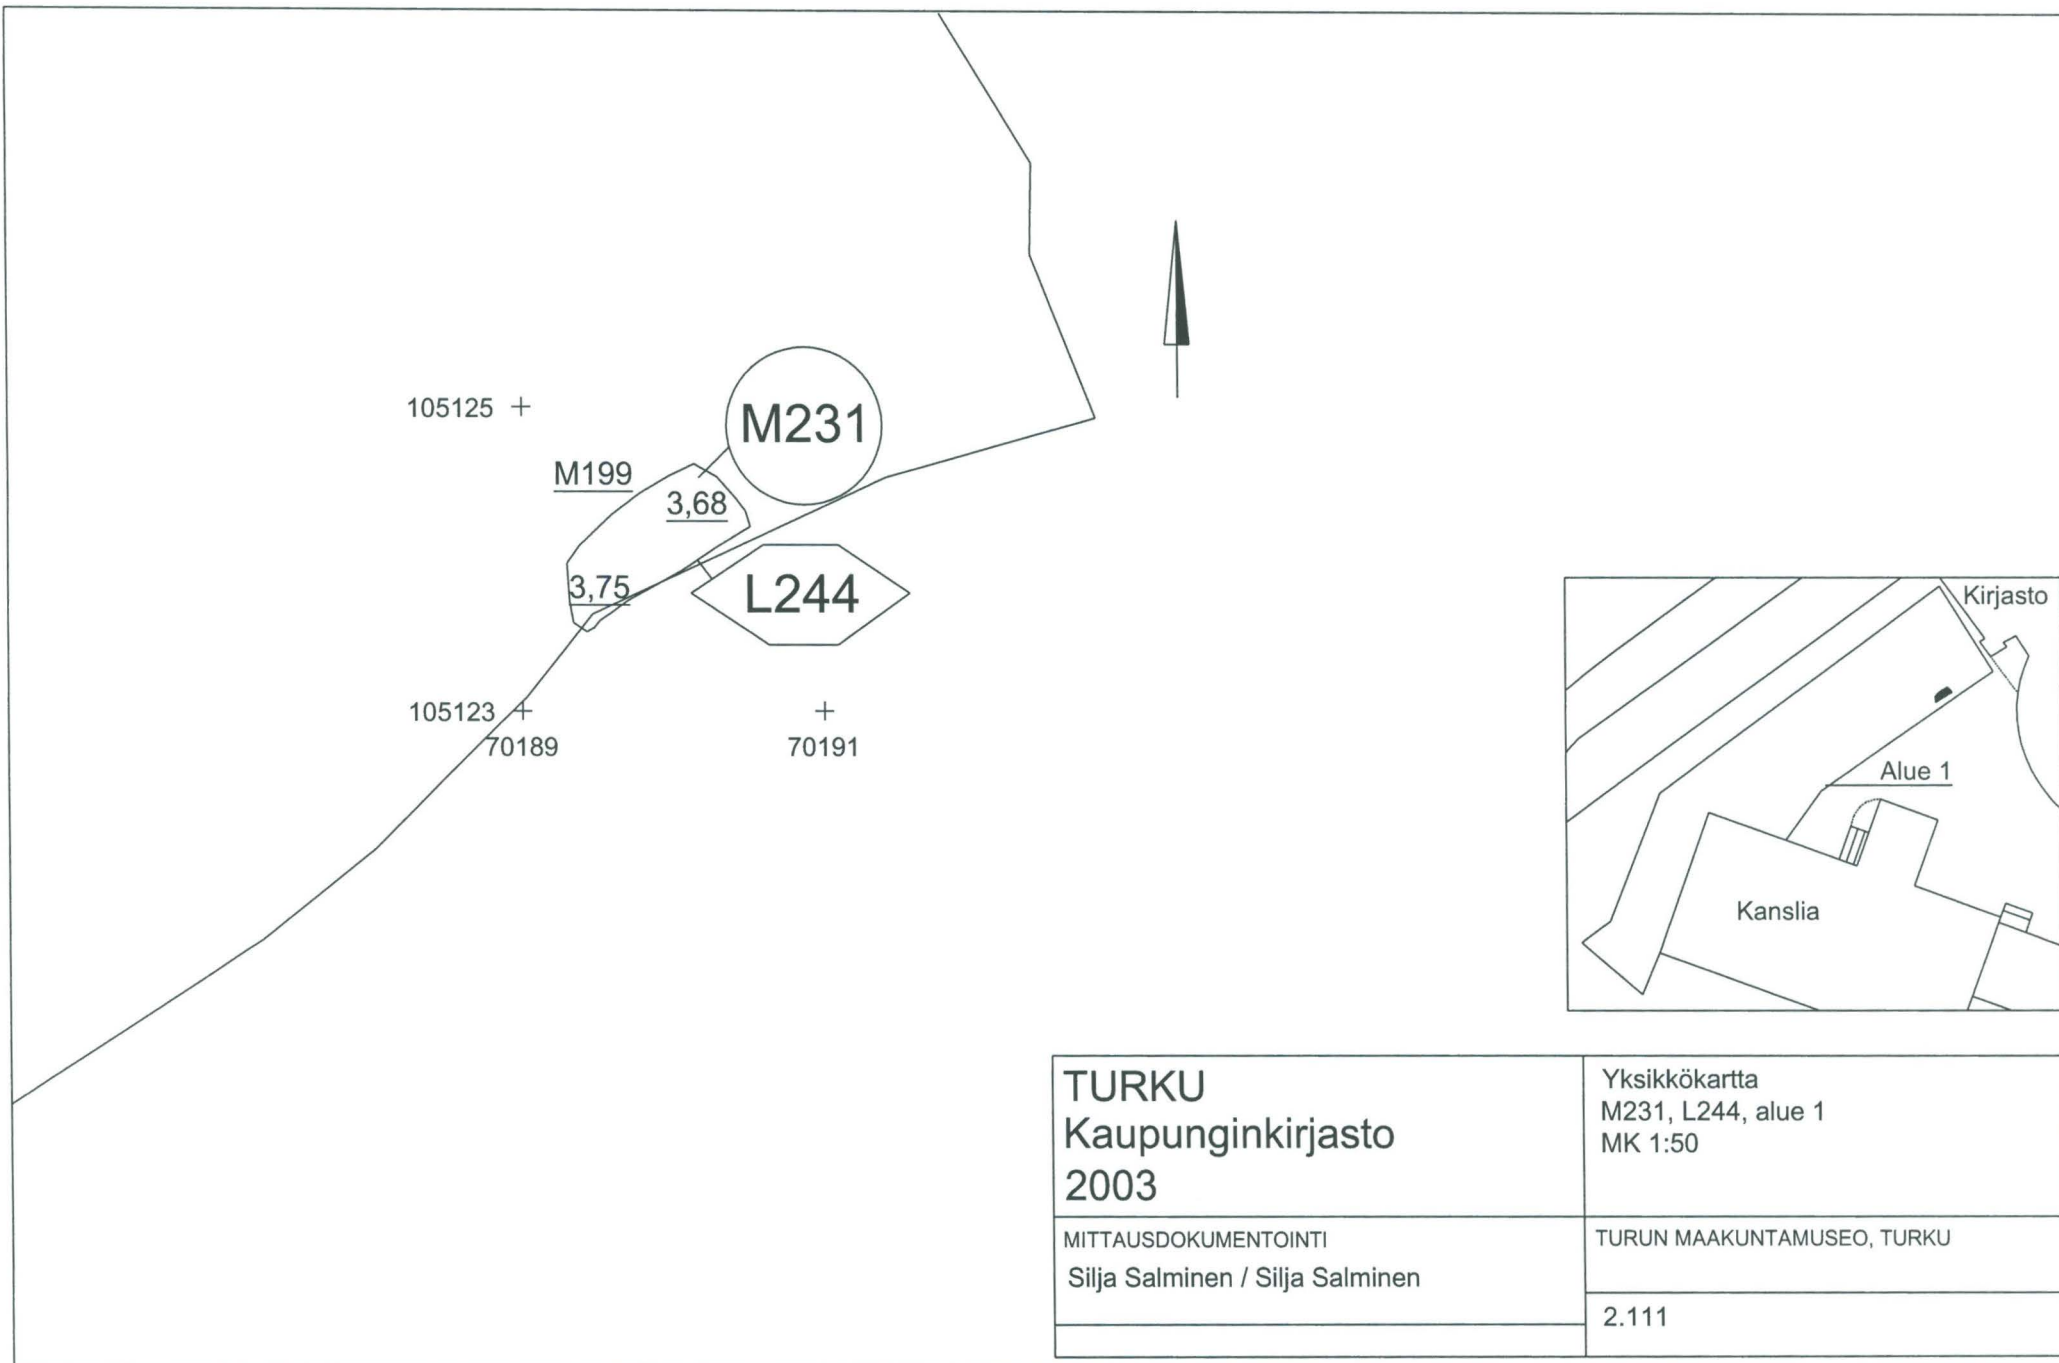 105125
M231
M199
3,68
3,75
L244
105123
70189
70191
Kirjasto
Alue 1
Kanslia
TURKU
Kaupunginkirjasto
2003
Yksikkökartta
M231, L244, alue 1
MK 1:50
MITTAUSDOKUMENTOINTI
Silja Salminen / Silja Salminen
TURUN MAAKUNTAMUSEO, TURKU
2.111